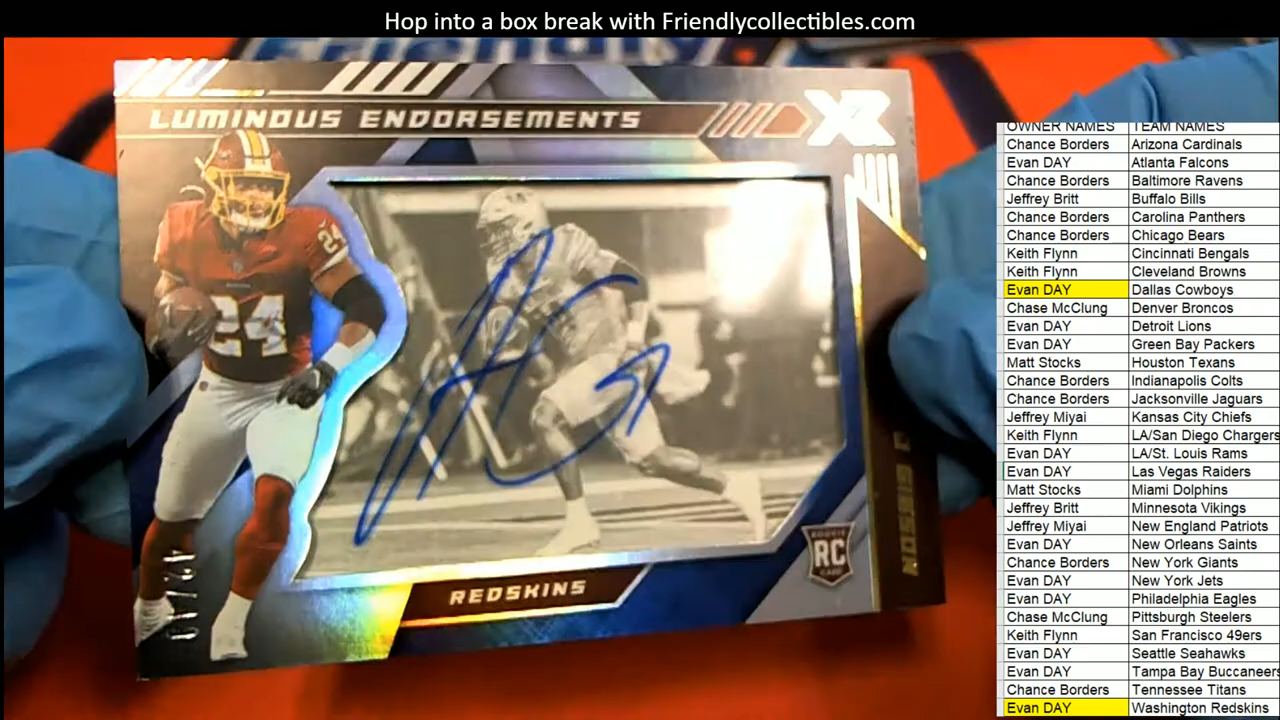 Hop into a box break with Friendlycollectibles.com
LUMINOUS ENDORSEMENTS
XR
24
24
REDSKINS
ROOKIE
RC
CARD
GIBSON
OWNER NAMES TEAM NAMES
Chance Borders Arizona Cardinals
Evan DAY Atlanta Falcons
Chance Borders Baltimore Ravens
Jeffrey Britt Buffalo Bills
Chance Borders Carolina Panthers
Chance Borders Chicago Bears
Keith Flynn Cincinnati Bengals
Keith Flynn Cleveland Browns
Evan DAY Dallas Cowboys
Chase McClung Denver Broncos
Evan DAY Detroit Lions
Evan DAY Green Bay Packers
Matt Stocks Houston Texans
Chance Borders Indianapolis Colts
Chance Borders Jacksonville Jaguars
Jeffrey Miyai Kansas City Chiefs
Keith Flynn LA/San Diego Chargers
Evan DAY LA/St. Louis Rams
Evan DAY Las Vegas Raiders
Matt Stocks Miami Dolphins
Jeffrey Britt Minnesota Vikings
Jeffrey Miyai New England Patriots
Evan DAY New Orleans Saints
Chance Borders New York Giants
Evan DAY New York Jets
Evan DAY Philadelphia Eagles
Chase McClung Pittsburgh Steelers
Keith Flynn San Francisco 49ers
Evan DAY Seattle Seahawks
Evan DAY Tampa Bay Buccaneers
Chance Borders Tennessee Titans
Evan DAY Washington Redskins